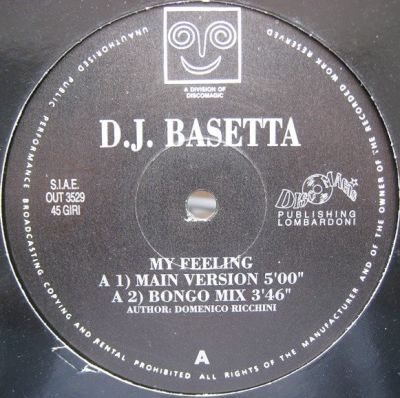 A DIVISION OF
DISCOMAGIC
D.J. BASETTA
S.I.A.E.
OUT 3529
45 GIRI
DISCOMAGIC
PUBLISHING
LOMBARDONI
MY FEELING
A 1) MAIN VERSION 5'00"
A 2) BONGO MIX 3'46"
AUTHOR: DOMENICO RICCHINI
A
UNAUTHORISED PUBLIC PERFORMANCE BROADCASTING COPYING AND RENTAL PROHIBITED ALL RIGHTS OF THE MANUFACTURER AND OF THE OWNER OF THE RECORDED WORK RESERVED